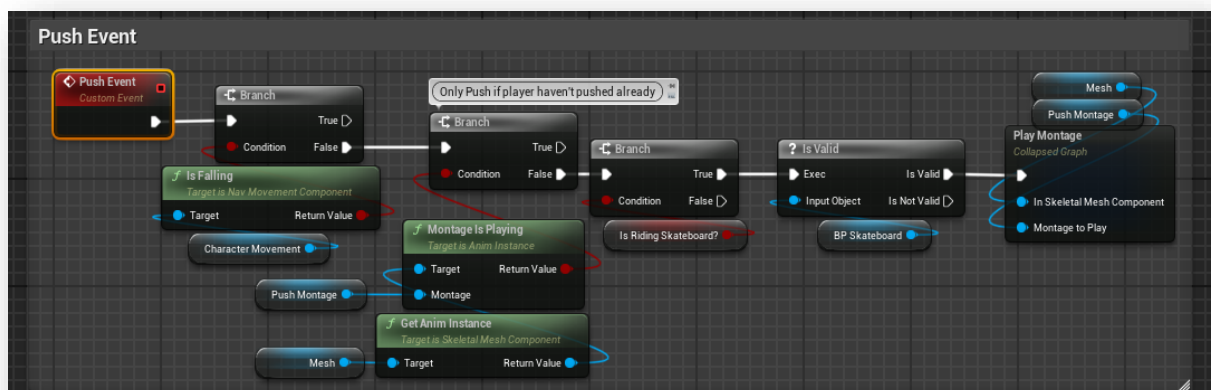 Push Event
Push Event
Custom Event
Branch
True
Condition
False
Only Push if player haven't pushed already
Branch
True
Condition
False
Branch
True
Condition
False
? Is Valid
Exec
Is Valid
Input Object
Is Not Valid
Mesh
Push Montage
Play Montage
Collapsed Graph
In Skeletal Mesh Component
Montage to Play
f Is Falling
Target is Nav Movement Component
Target
Return Value
Character Movement
f Montage Is Playing
Target is Anim Instance
Target
Return Value
Montage
Is Riding Skateboard?
BP Skateboard
Push Montage
f Get Anim Instance
Target is Skeletal Mesh Component
Mesh
Target
Return Value